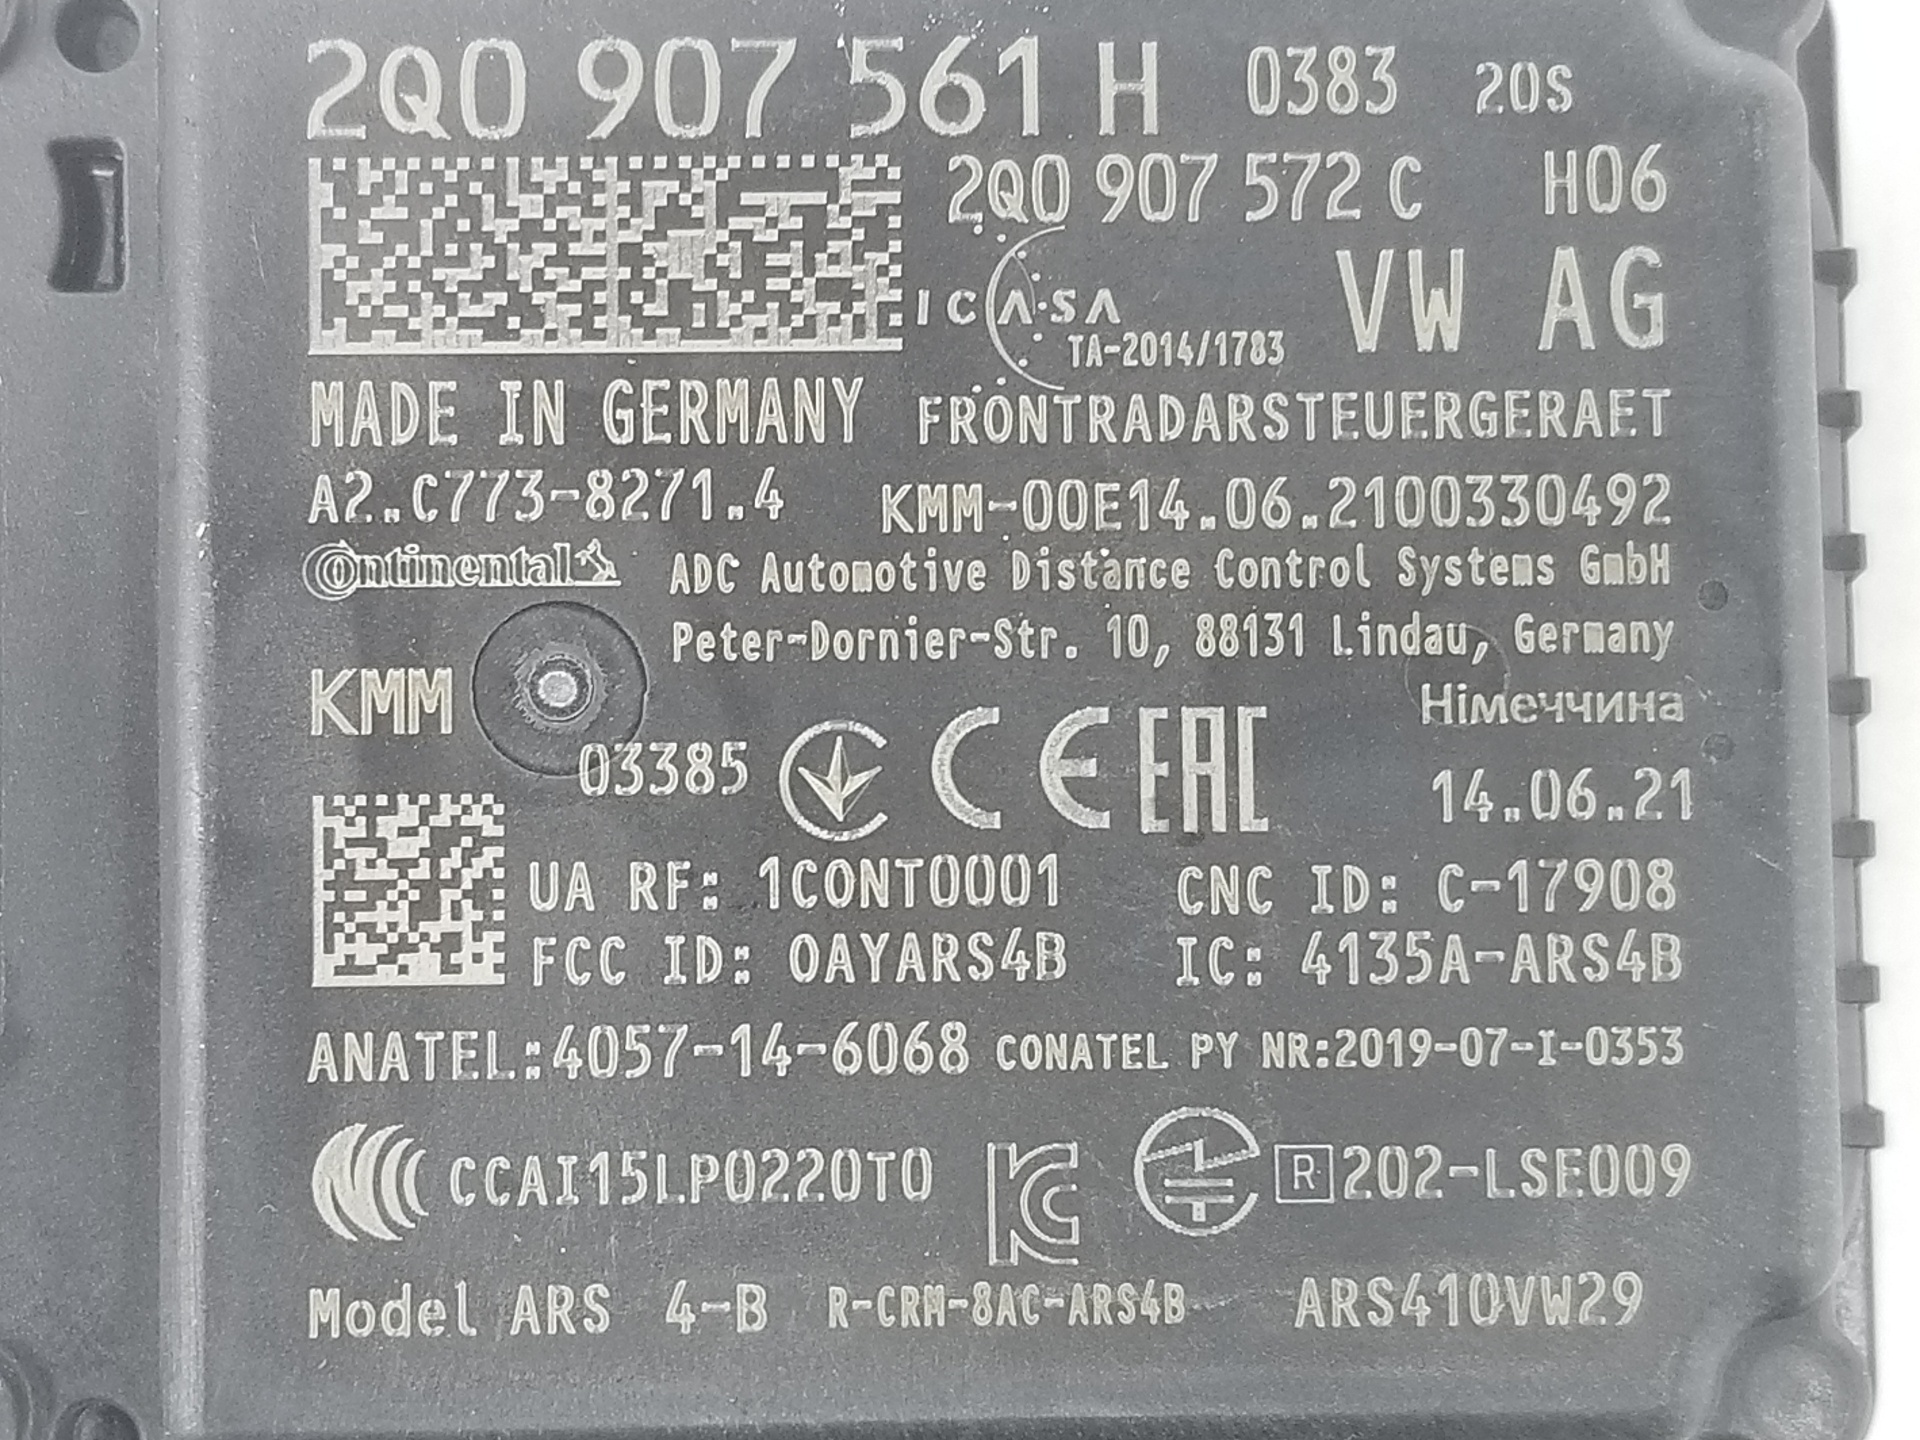 2Q0 907 561 H 0383 20S
2Q0 907 572 C H06
ICASA VW AG
TA-2014/1783
MADE IN GERMANY FRONTRADARSTEUERGERAET
A2.C773-8271.4 KMM-00E14.06.2100330492
Continental ADC Automotive Distance Control Systems GmbH
Peter-Dornier-Str. 10, 88131 Lindau, Germany
KMM Німеччина
03385 CE EAC 14.06.21
UA RF: 1CONT0001 CNC ID: C-17908
FCC ID: OAYARS4B IC: 4135A-ARS4B
ANATEL:4057-14-6068 CONATEL PY NR:2019-07-I-0353
CCAI15LP0220T0 KC R 202-LSE009
Model ARS 4-B R-CRM-8AC-ARS4B ARS410VW29